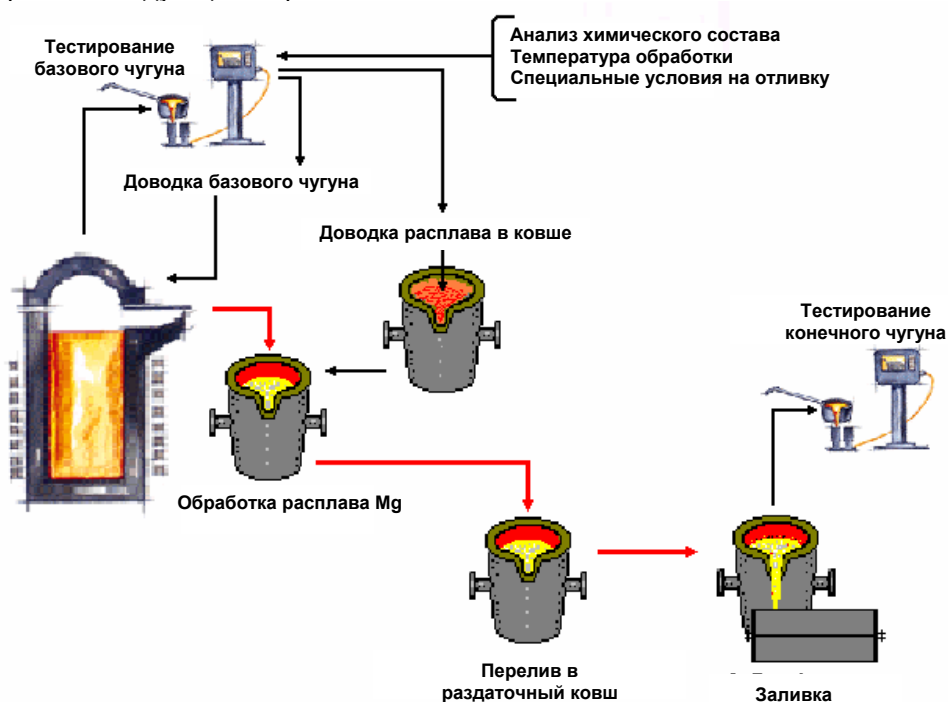 Тестирование
базового чугуна
Анализ химического состава
Температура обработки
Специальные условия на отливку
Доводка базового чугуна
Доводка расплава в ковше
Тестирование
конечного чугуна
Обработка расплава Mg
Перелив в
раздаточный ковш
Заливка